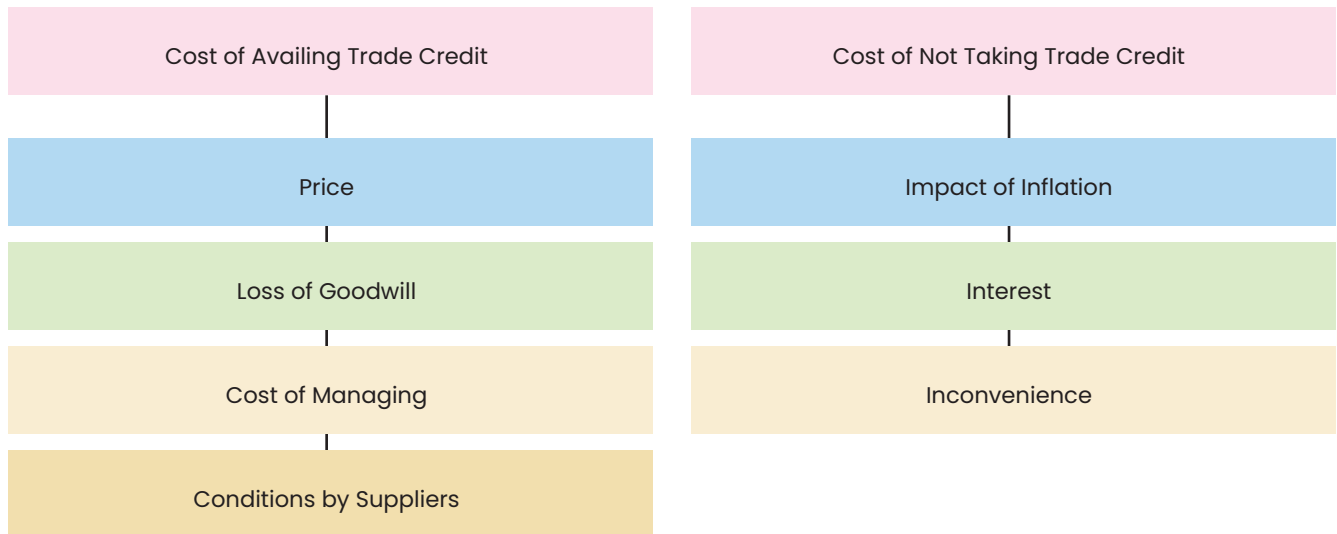 Cost of Availing Trade Credit
Price
Loss of Goodwill
Cost of Managing
Conditions by Suppliers
Cost of Not Taking Trade Credit
Impact of Inflation
Interest
Inconvenience